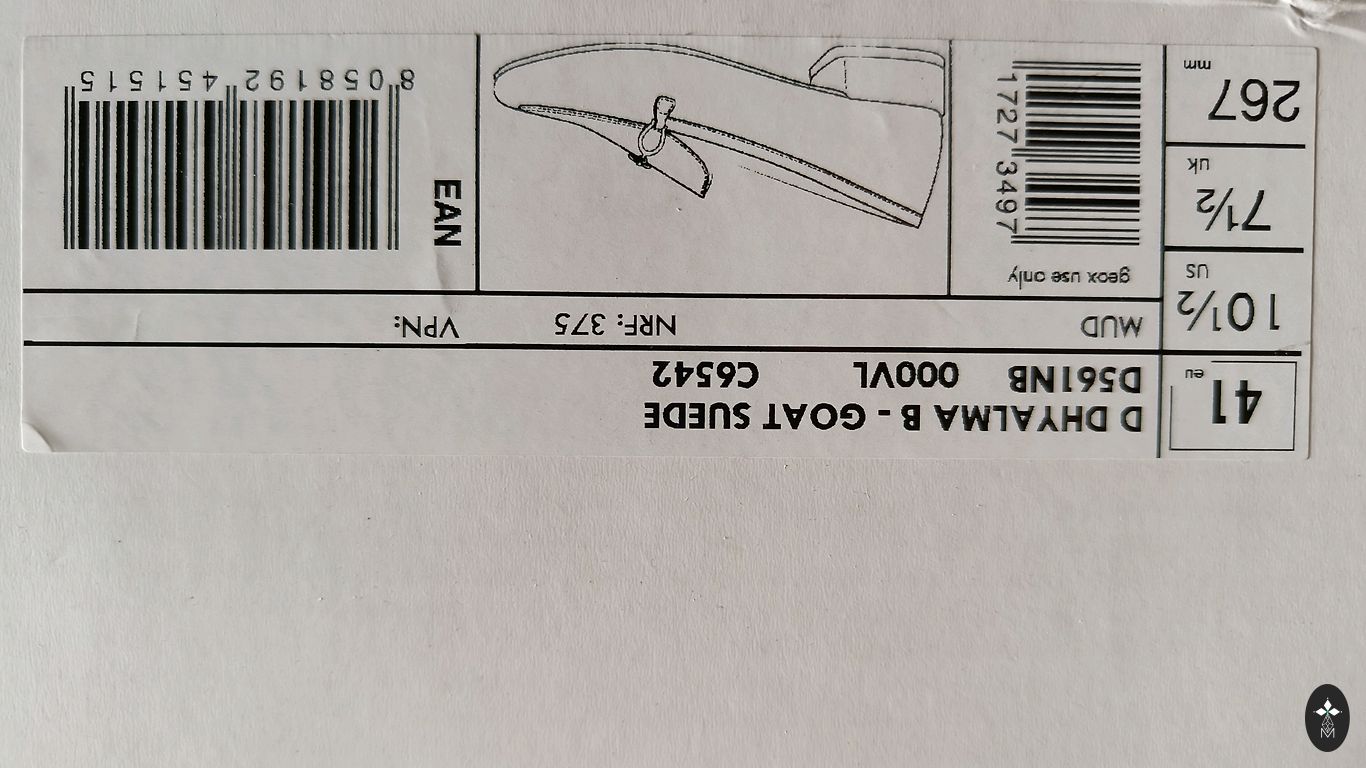 41 eu
D DHYALMA B - GOAT SUEDE
D561NB 000VL C6542
10½ US
MUD NRF: 375 VPN:
7½ uk
geox use only
1727 3497
EAN
8 058192 451515
267 mm
M